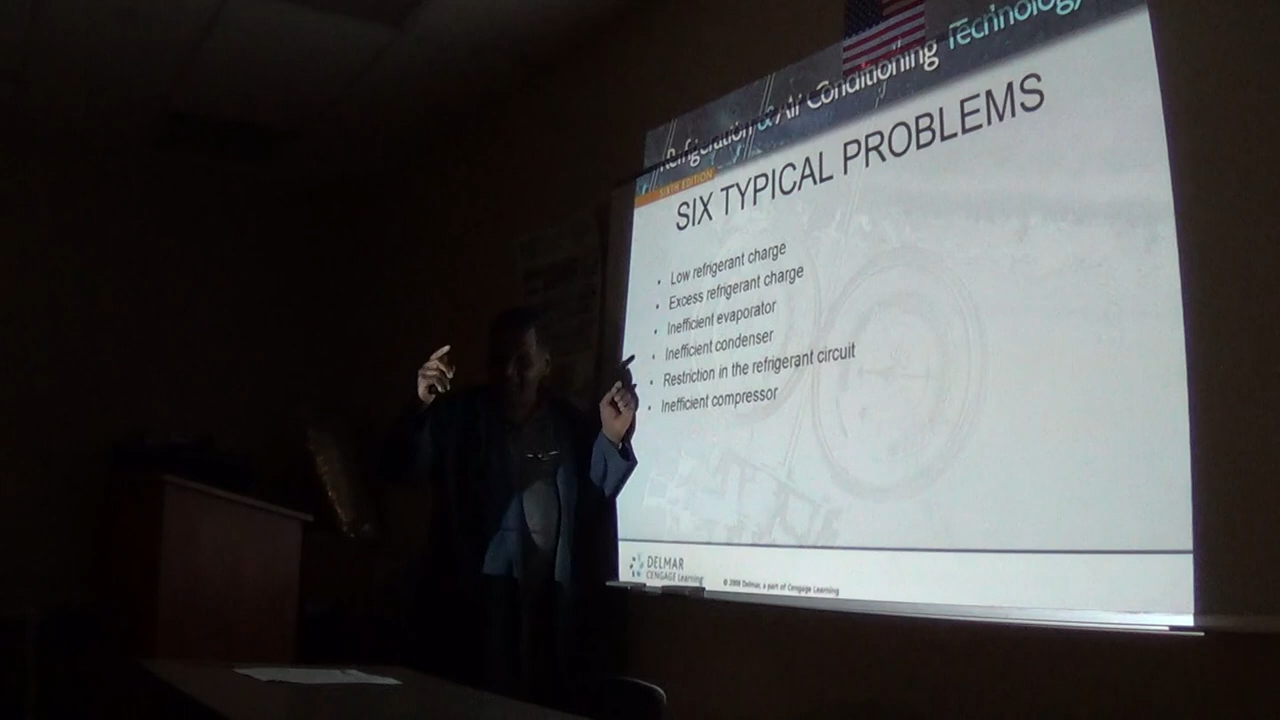 Refrigeration & Air Conditioning Technology
SIXTH EDITION
SIX TYPICAL PROBLEMS
• Low refrigerant charge
• Excess refrigerant charge
• Inefficient evaporator
• Inefficient condenser
• Restriction in the refrigerant circuit
• Inefficient compressor
DELMAR
CENGAGE Learning
© 2009 Delmar, a part of Cengage Learning